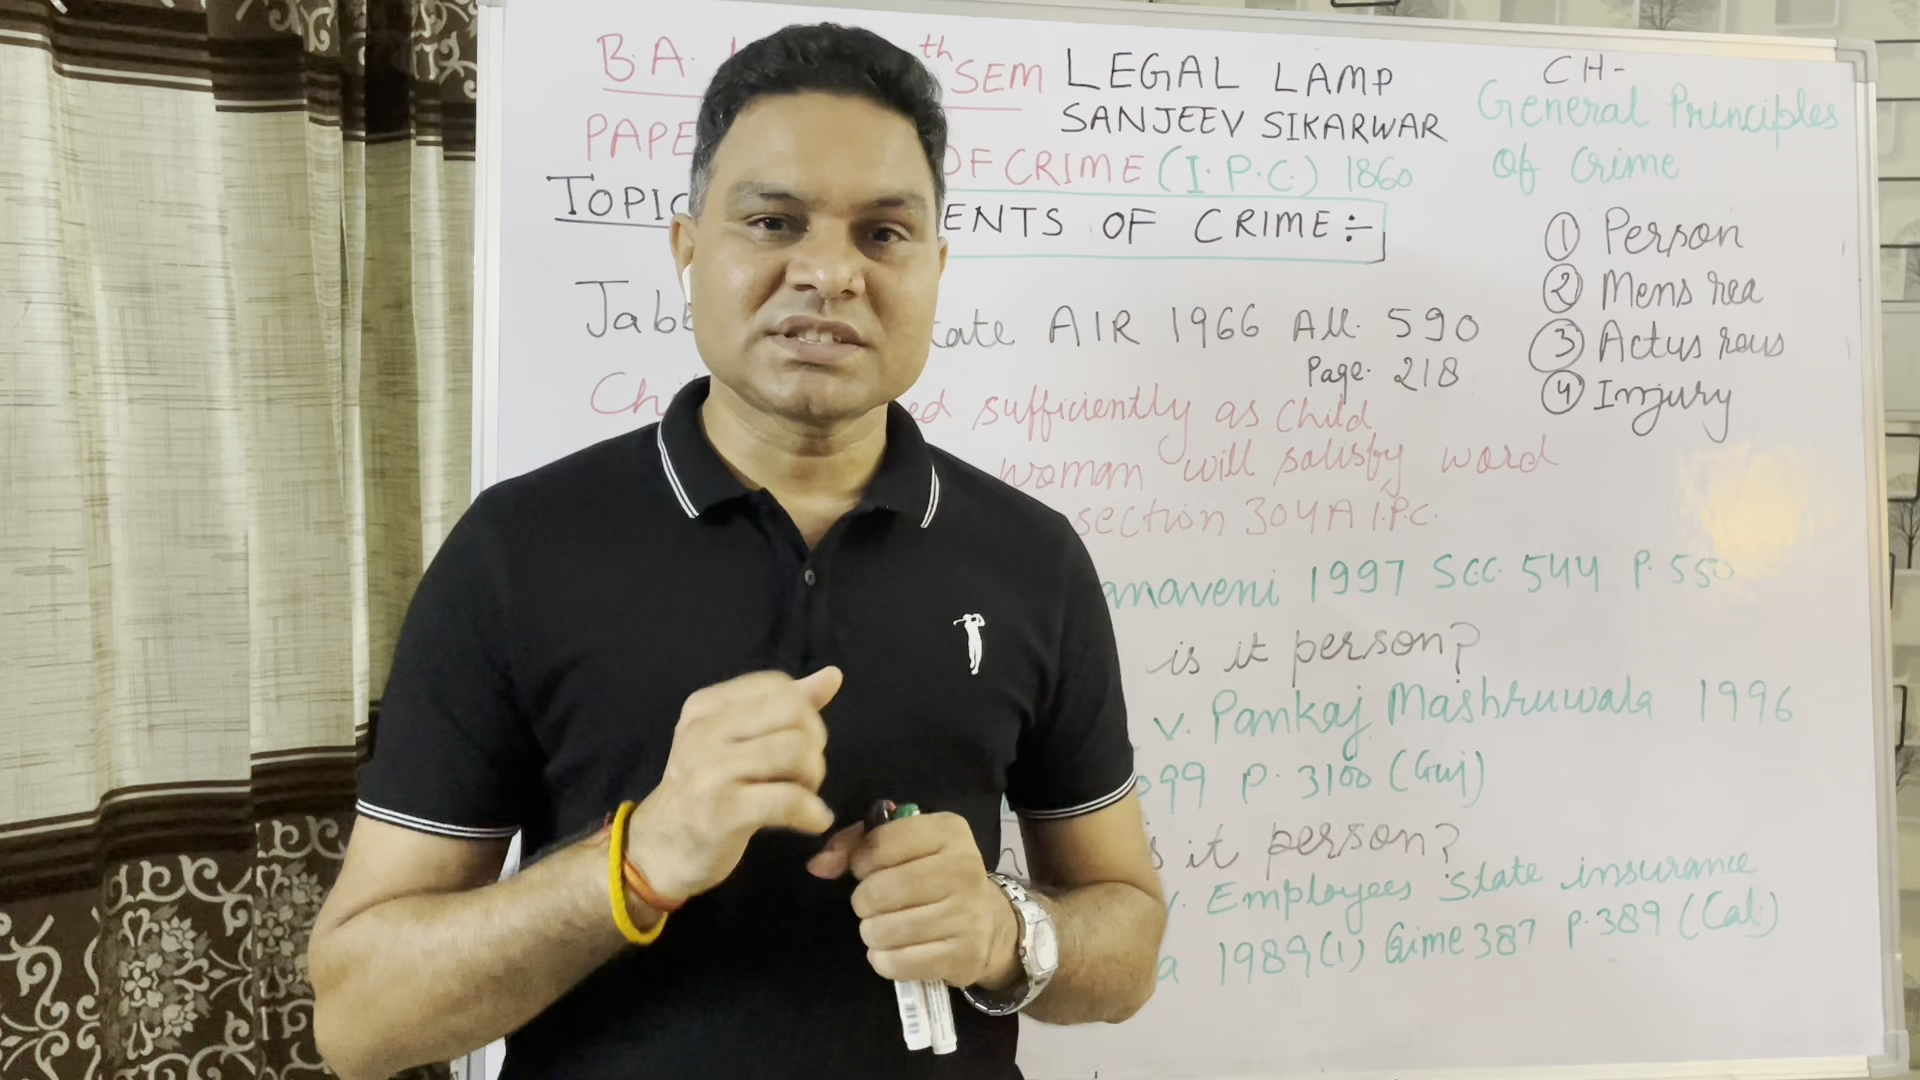 B.A. th SEM
PAPE OF CRIME (I.P.C.) 1860
TOPIC ENTS OF CRIME:-
LEGAL LAMP
SANJEEV SIKARWAR
CH-
General Principles
of Crime
① Person
② Mens rea
③ Actus reus
④ Injury
Jabb tate AIR 1966 All. 590
Page. 218
Chi ed sufficiently as child
woman will satisfy word
section 304A I.P.C.
anaveni 1997 SCC 544 P. 550
is it person?
v. Pankaj Mashruwala 1996
099 P. 3100 (Guj)
s it person?
v. Employees State insurance
a 1989(1) Crime 387 P. 389 (Cal.)